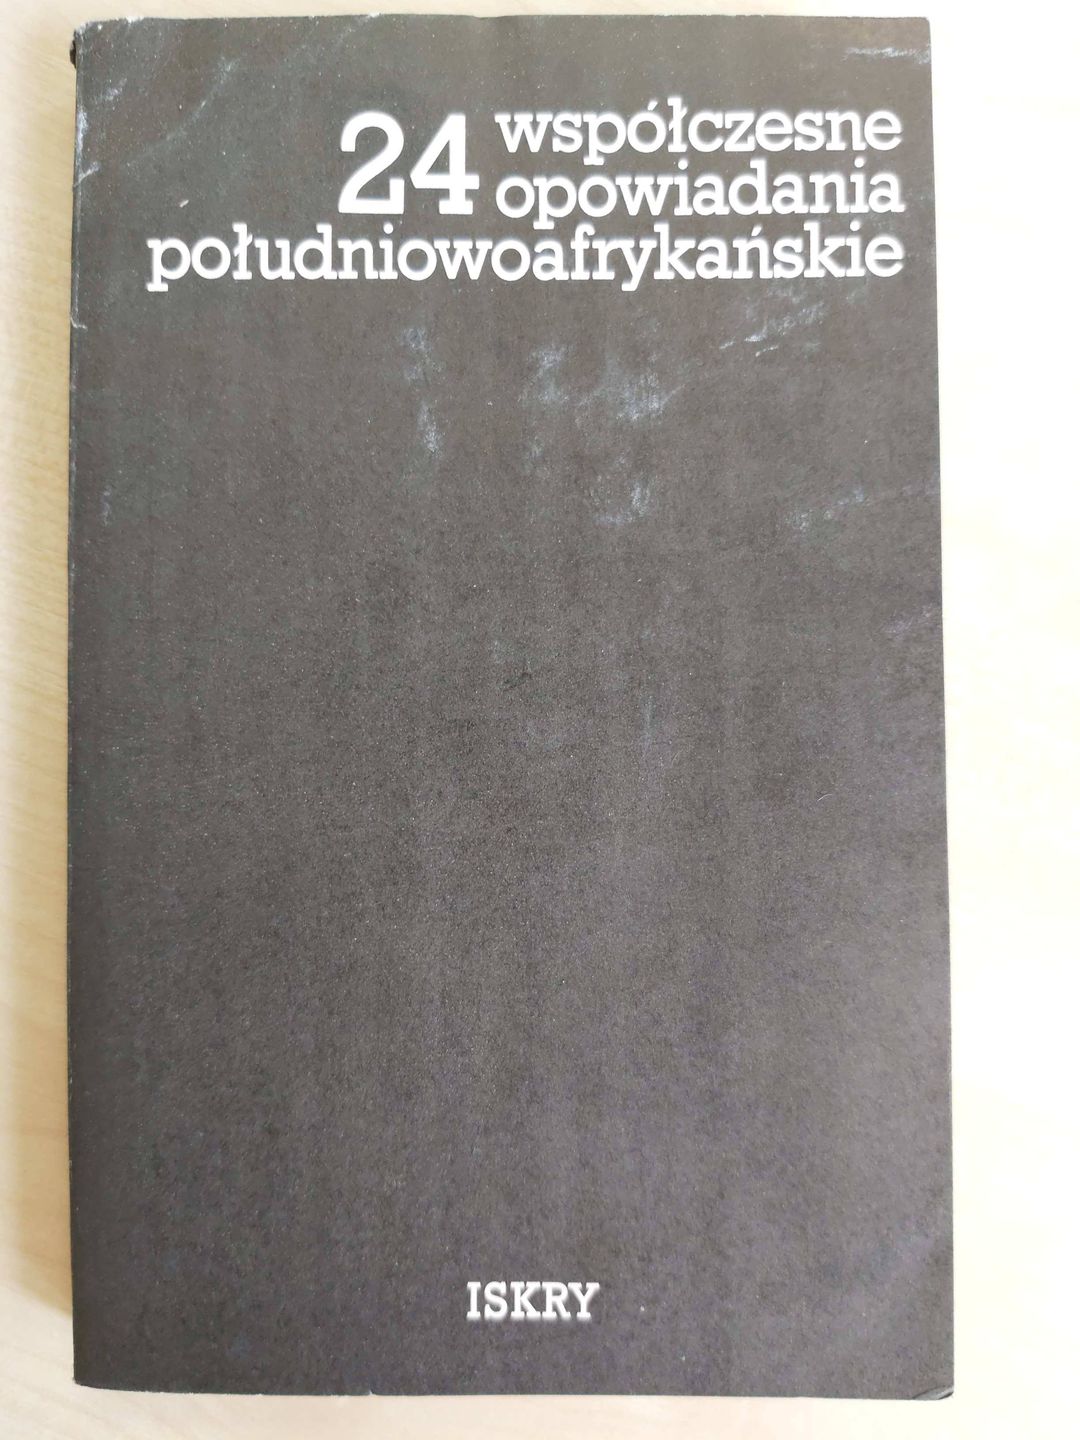 24 współczesne
opowiadania
południowoafrykańskie
ISKRY